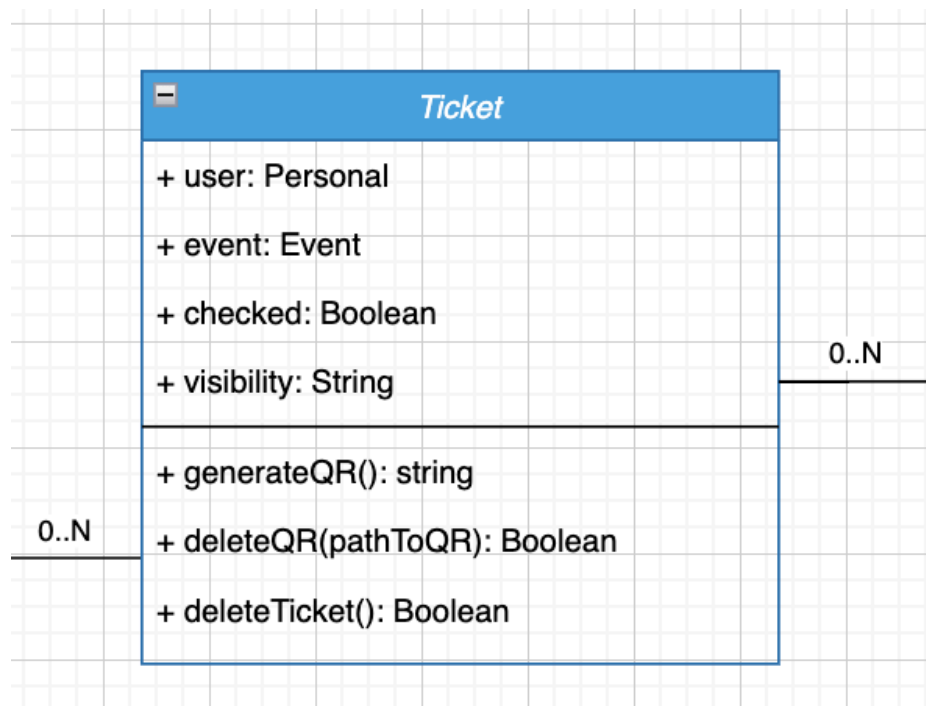 Ticket
+ user: Personal
+ event: Event
+ checked: Boolean
0..N
+ visibility: String
+ generateQR(): string
0..N
+ deleteQR(pathToQR): Boolean
+ deleteTicket(): Boolean